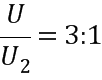 U/U₂ = 3:1